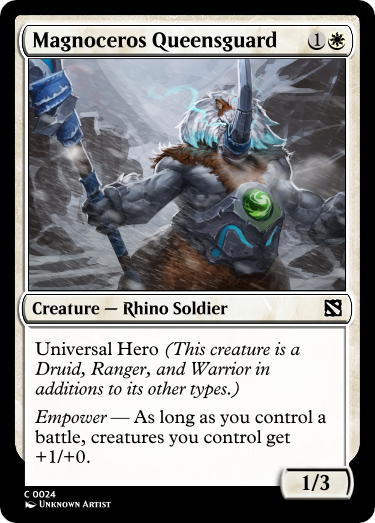 Magnoceros Queensguard 1
Creature — Rhino Soldier
Universal Hero (This creature is a
Druid, Ranger, and Warrior in
additions to its other types.)
Empower — As long as you control a
battle, creatures you control get
+1/+0.
1/3
C 0024
Unknown Artist